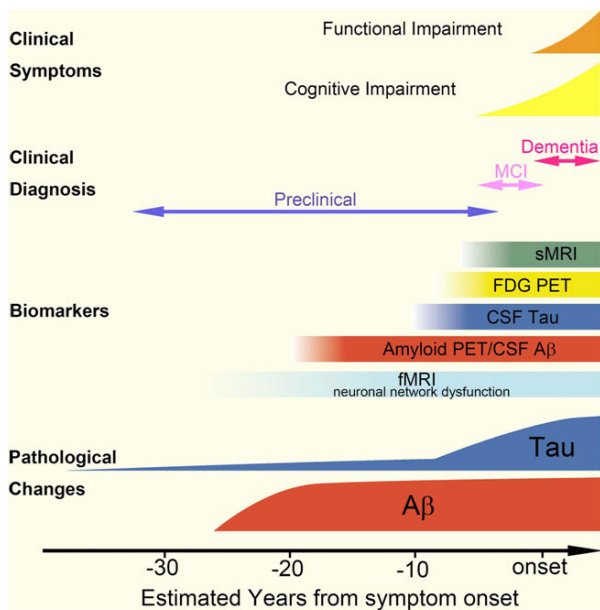 Clinical
Symptoms
Functional Impairment
Cognitive Impairment
Clinical
Diagnosis
Dementia
MCI
Preclinical
Biomarkers
sMRI
FDG PET
CSF Tau
Amyloid PET/CSF Aβ
fMRI
neuronal network dysfunction
Pathological
Changes
Tau
Aβ
-30 -20 -10 onset
Estimated Years from symptom onset